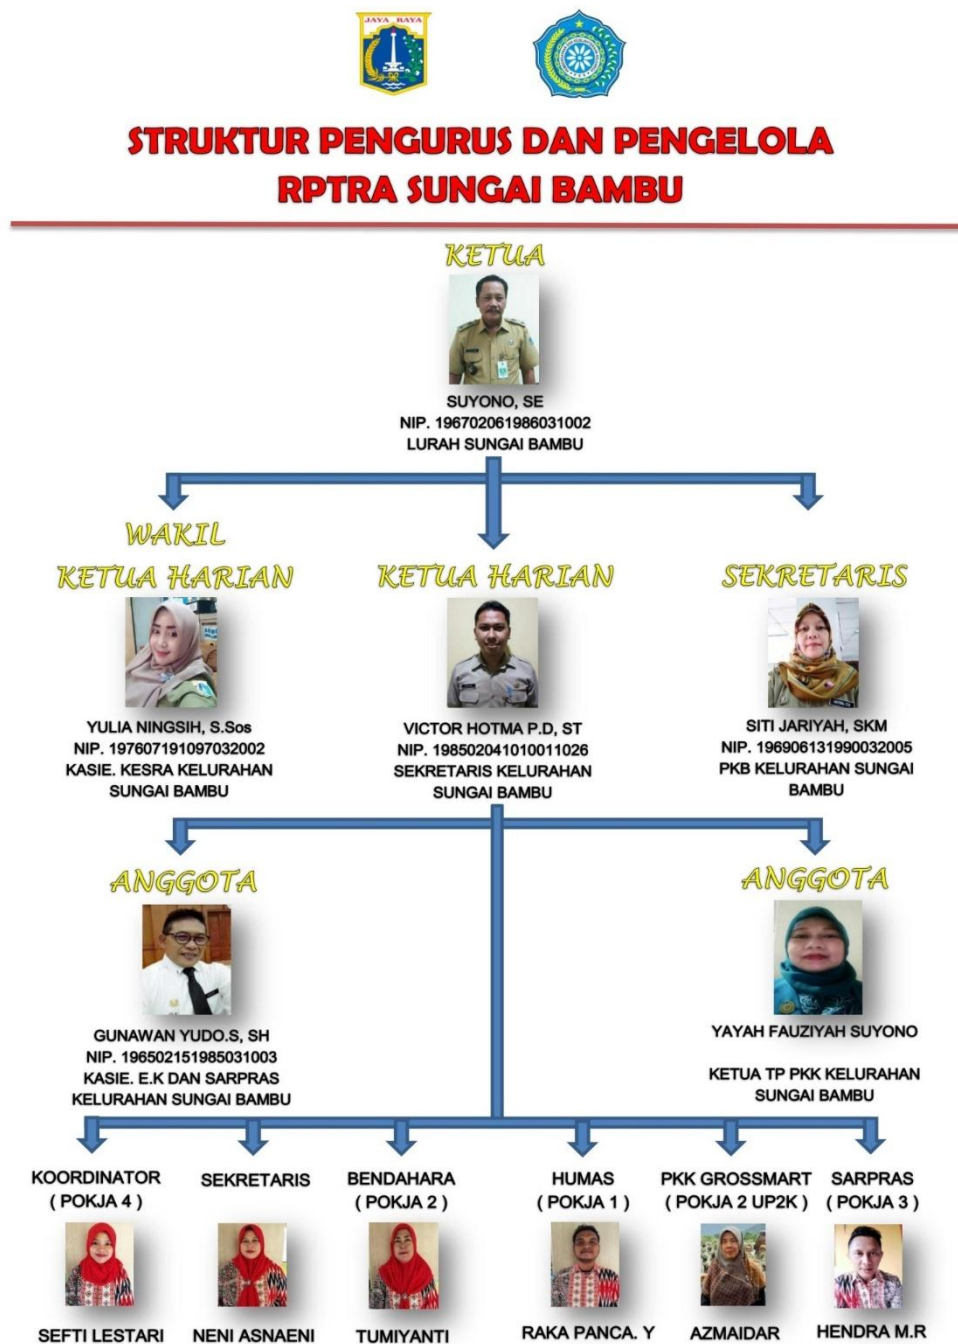 JAYA RAYA
STRUKTUR PENGURUS DAN PENGELOLA
RPTRA SUNGAI BAMBU
KETUA
SUYONO, SE
NIP. 196702061986031002
LURAH SUNGAI BAMBU
WAKIL
KETUA HARIAN
YULIA NINGSIH, S.Sos
NIP. 197607191097032002
KASIE. KESRA KELURAHAN
SUNGAI BAMBU
KETUA HARIAN
VICTOR HOTMA P.D, ST
NIP. 198502041010011026
SEKRETARIS KELURAHAN
SUNGAI BAMBU
SEKRETARIS
SITI JARIYAH, SKM
NIP. 196906131990032005
PKB KELURAHAN SUNGAI
BAMBU
ANGGOTA
GUNAWAN YUDO.S, SH
NIP. 196502151985031003
KASIE. E.K DAN SARPRAS
KELURAHAN SUNGAI BAMBU
ANGGOTA
YAYAH FAUZIYAH SUYONO
KETUA TP PKK KELURAHAN
SUNGAI BAMBU
KOORDINATOR
( POKJA 4 )
SEFTI LESTARI
SEKRETARIS
NENI ASNAENI
BENDAHARA
( POKJA 2 )
TUMIYANTI
HUMAS
( POKJA 1 )
RAKA PANCA. Y
PKK GROSSMART
( POKJA 2 UP2K )
AZMAIDAR
SARPRAS
( POKJA 3 )
HENDRA M.R